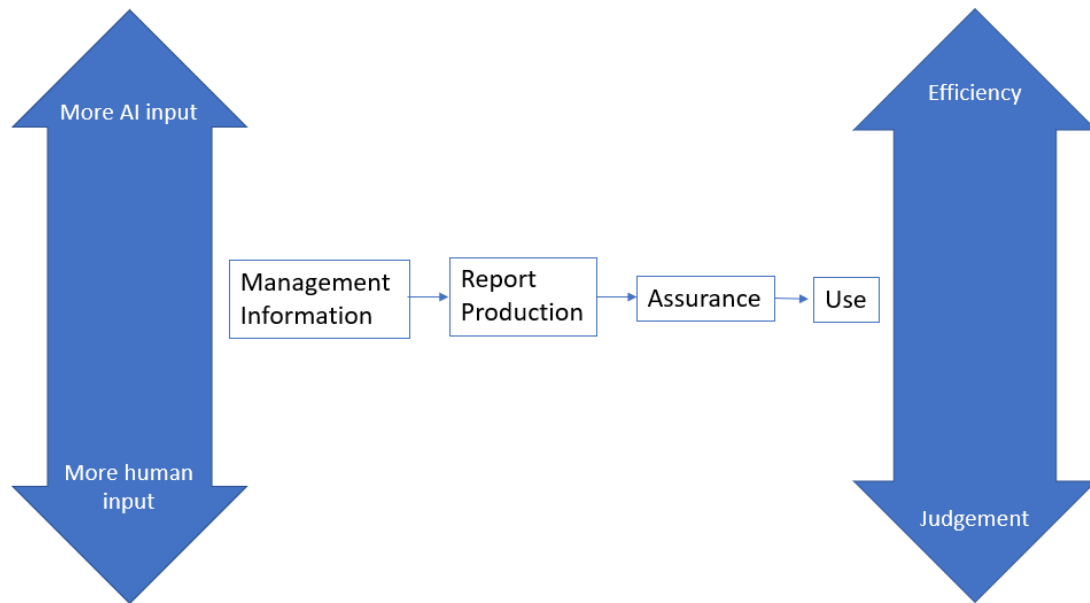 More AI input
Efficiency
Management
Information
Report
Production
Assurance
Use
More human
input
Judgement